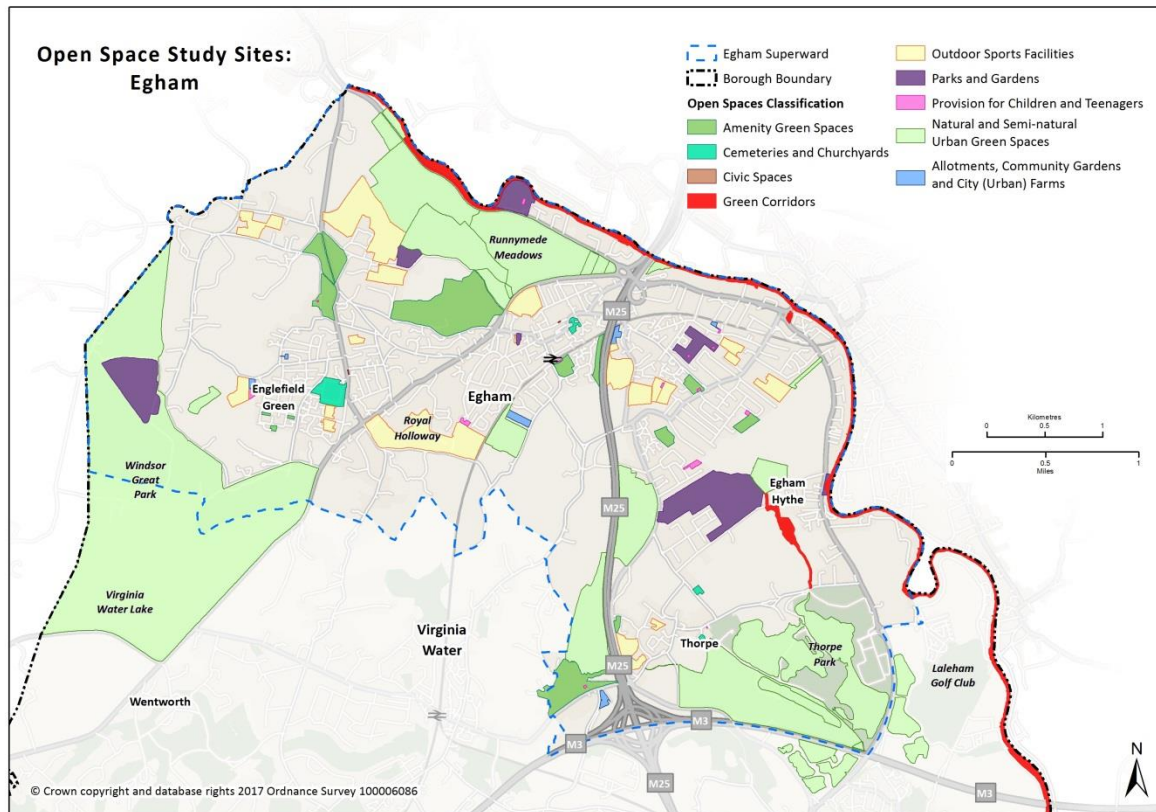 Open Space Study Sites:
Egham
Egham Superward
Borough Boundary
Open Spaces Classification
Amenity Green Spaces
Cemeteries and Churchyards
Civic Spaces
Green Corridors
Outdoor Sports Facilities
Parks and Gardens
Provision for Children and Teenagers
Natural and Semi-natural
Urban Green Spaces
Allotments, Community Gardens
and City (Urban) Farms
Runnymede
Meadows
M25
Englefield
Green
Egham
Royal
Holloway
Kilometres
1 0.5 0 1
0 0.5 1
Miles
Windsor
Great
Park
Egham
Hythe
M25
Virginia
Water Lake
Virginia
Water
Thorpe
Thorpe
Park
M25
Laleham
Golf Club
Wentworth
M3
M3
M25
M3
N
© Crown copyright and database rights 2017 Ordnance Survey 100006086